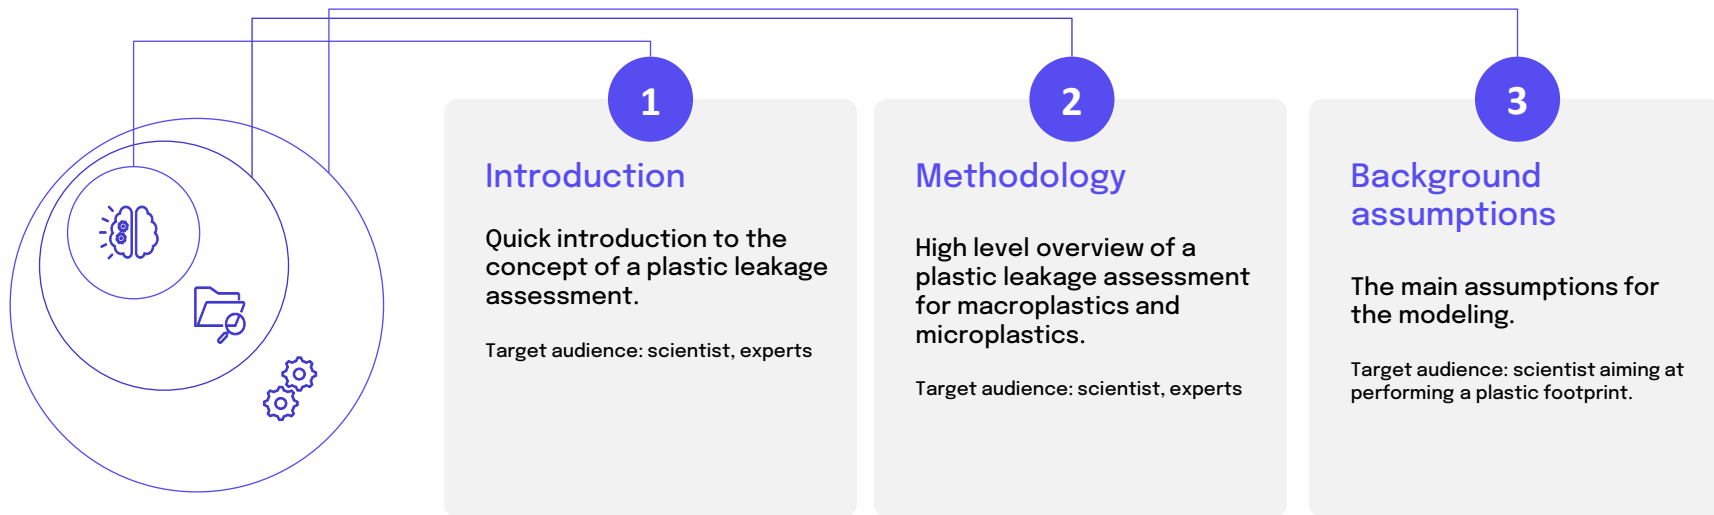 1
Introduction
Quick introduction to the
concept of a plastic leakage
assessment.
Target audience: scientist, experts
2
Methodology
High level overview of a
plastic leakage assessment
for macroplastics and
microplastics.
Target audience: scientist, experts
3
Background
assumptions
The main assumptions for
the modeling.
Target audience: scientist aiming at
performing a plastic footprint.